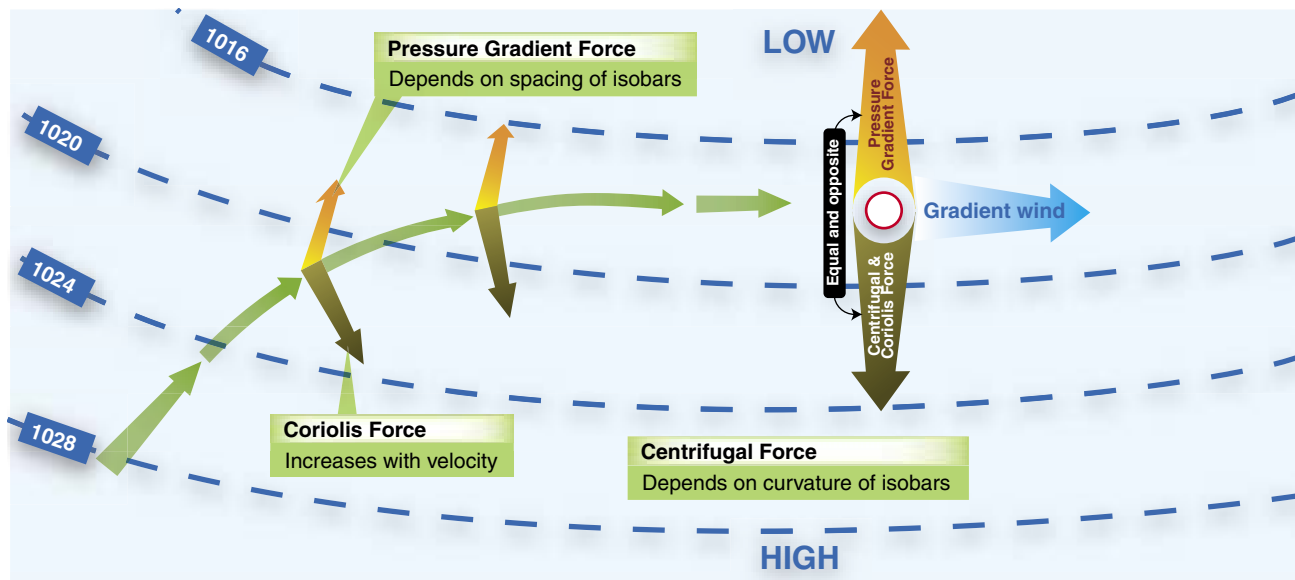 1016
1020
1024
1028
Pressure Gradient Force
Depends on spacing of isobars
Coriolis Force
Increases with velocity
LOW
Pressure
Gradient Force
Equal and opposite
Gradient wind
Centrifugal &
Coriolis Force
Centrifugal Force
Depends on curvature of isobars
HIGH